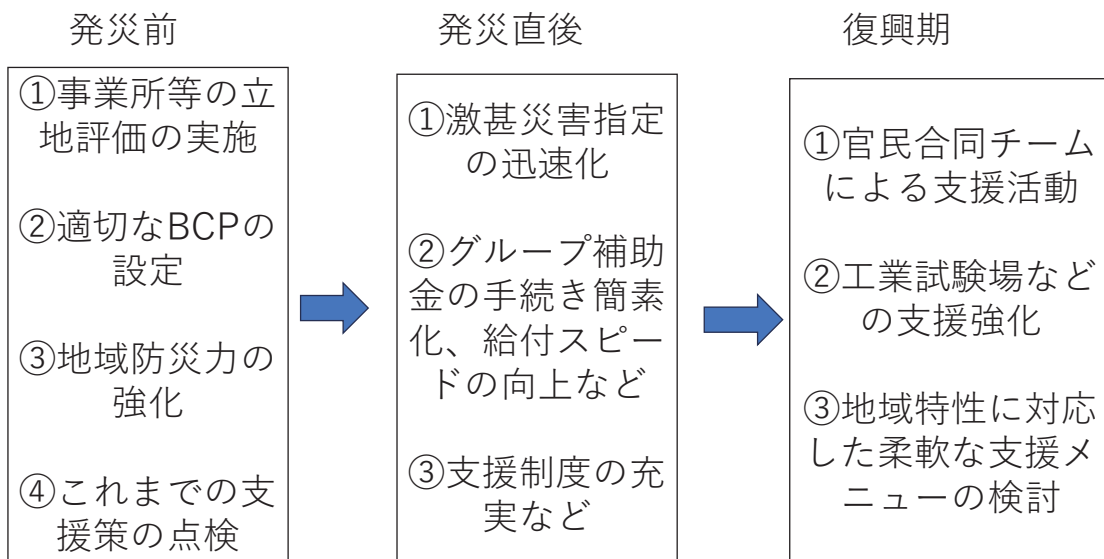 発災前
①事業所等の立
地評価の実施
②適切なBCPの
設定
③地域防災力の
強化
④これまでの支
援策の点検
発災直後
①激甚災害指定
の迅速化
②グループ補助
金の手続き簡素
化、給付スピー
ドの向上など
③支援制度の充
実など
復興期
①官民合同チーム
による支援活動
②工業試験場など
の支援強化
③地域特性に対応
した柔軟な支援メ
ニューの検討